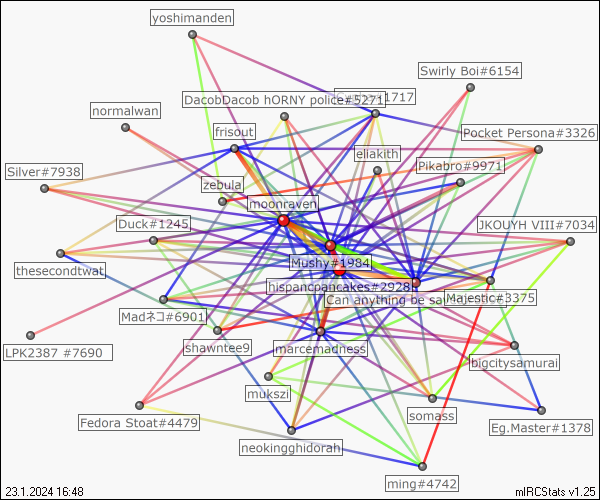 yoshimanden
Swirly Boi#6154
DacobDacob hORNY police#5271
1717
normalwan
frisout
Pocket Persona#3326
eliakith
Pikabro#9971
Silver#7938
zebula
moonraven
Duck#1245
JKOUYH VIII#7034
Mushy#1984
thesecondtwat
hispancpancakes#2928
Can anything be sa
Majestic#3375
Madネコ#6901
shawntee9
marcemadness
LPK2387 #7690
bigcitysamurai
mukszi
somass
Fedora Stoat#4479
Eg.Master#1378
neokingghidorah
ming#4742
23.1.2024 16:48
mIRCStats v1.25